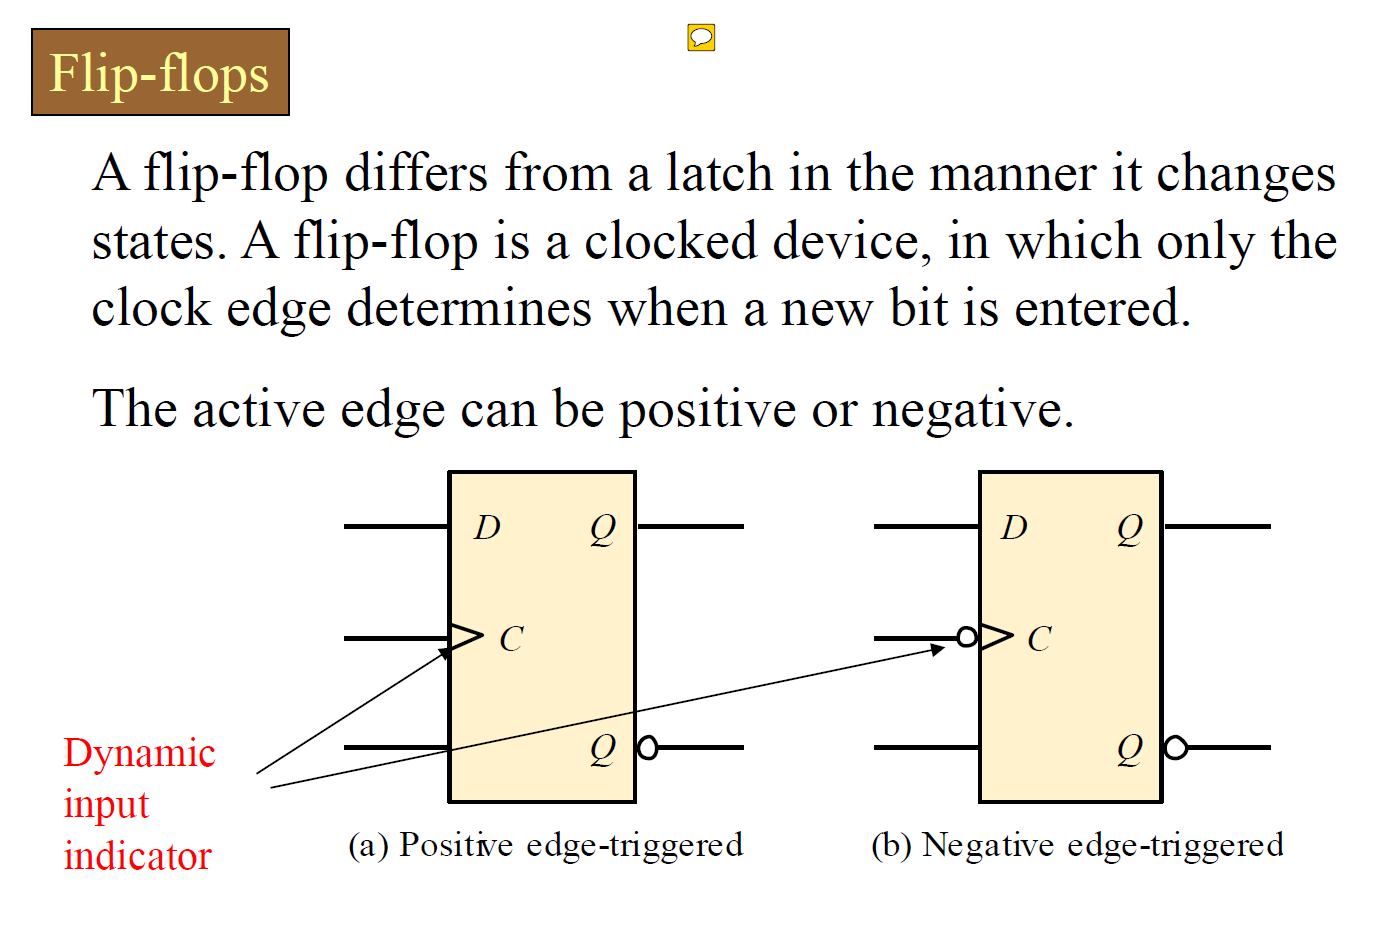 Flip-flops
A flip-flop differs from a latch in the manner it changes
states. A flip-flop is a clocked device, in which only the
clock edge determines when a new bit is entered.
The active edge can be positive or negative.
D Q
C
Q
D Q
C
Q
Dynamic
input
indicator
(a) Positive edge-triggered
(b) Negative edge-triggered